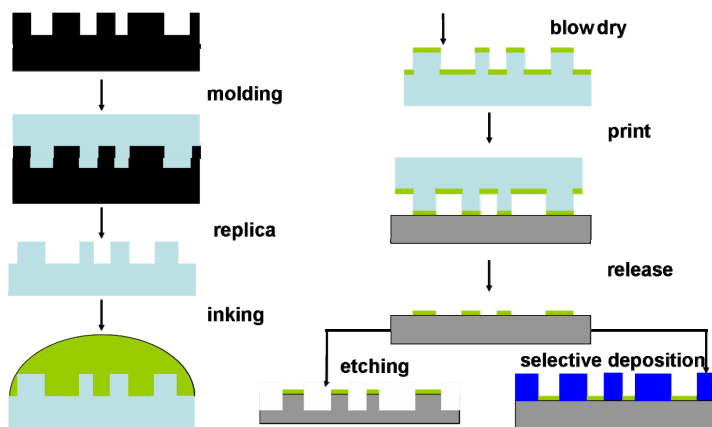 molding
replica
inking
blow dry
print
release
etching
selective deposition